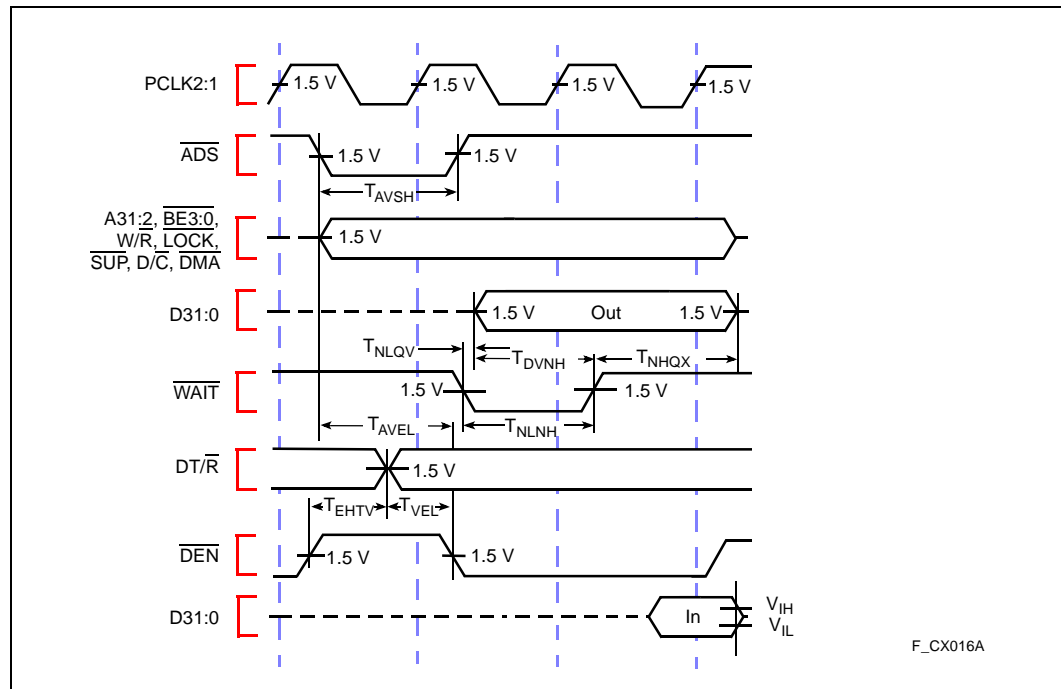 PCLK2:1
1.5 V 1.5 V 1.5 V 1.5 V
ADS
1.5 V 1.5 V
TAVSH
A31:2, BE3:0,
W/R, LOCK,
SUP, D/C, DMA
1.5 V
D31:0
1.5 V Out 1.5 V
TNLQV
TDVNH TNHQX
WAIT
1.5 V 1.5 V
TAVEL TNLNH
DT/R
1.5 V
TEHTV TVEL
DEN
1.5 V 1.5 V
D31:0
In
VIH
VIL
F_CX016A